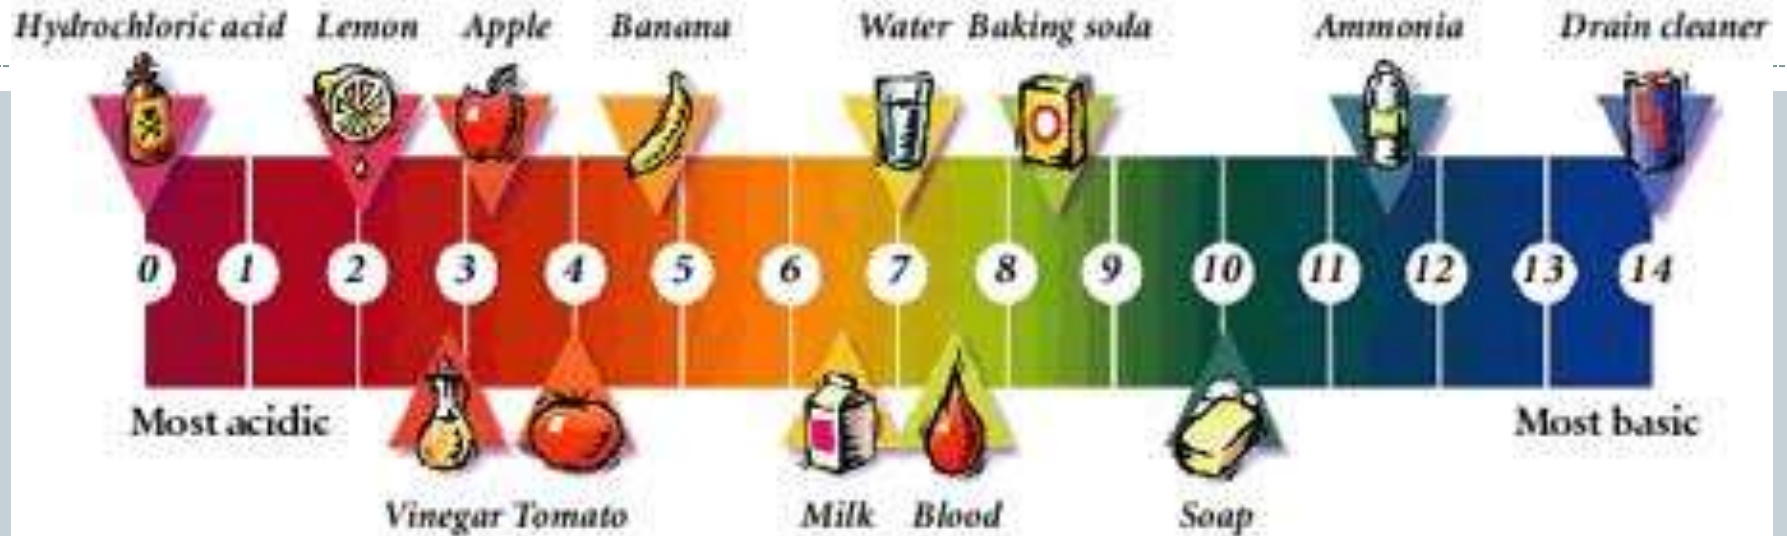 Hydrochloric acid Lemon Apple Banana Water Baking soda Ammonia Drain cleaner
0 1 2 3 4 5 6 7 8 9 10 11 12 13 14
Most acidic Most basic
Vinegar Tomato Milk Blood Soap